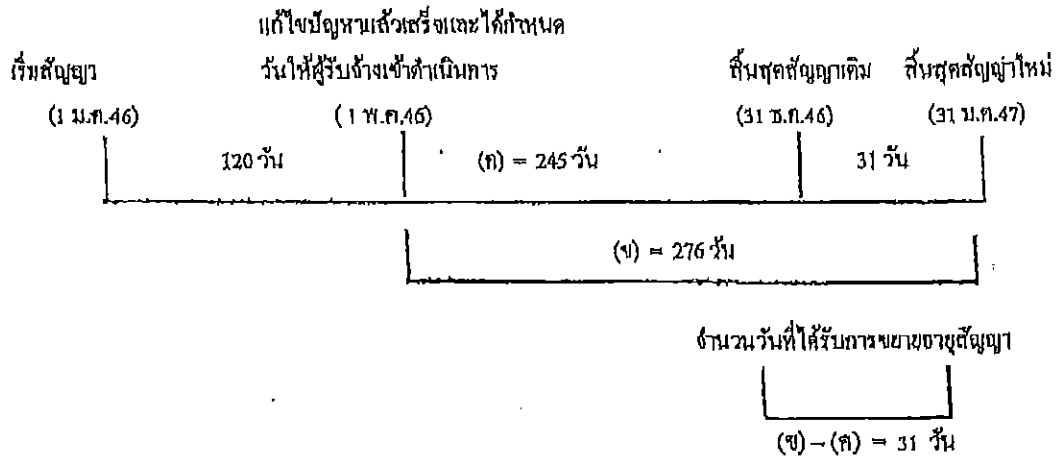 แก้ไขปัญหาแล้วเสร็จและได้กำหนด
เริ่มสัญญา วันให้ผู้รับจ้างเข้าดำเนินการ สิ้นสุดสัญญาเดิม สิ้นสุดสัญญาใหม่
(1 ม.ค.46) (1 พ.ค.46) (31 ธ.ค.46) (31 ม.ค.47)
120 วัน (ค) = 245 วัน 31 วัน
(ข) = 276 วัน
จำนวนวันที่ได้รับการขยายอายุสัญญา
(ข) – (ค) = 31 วัน